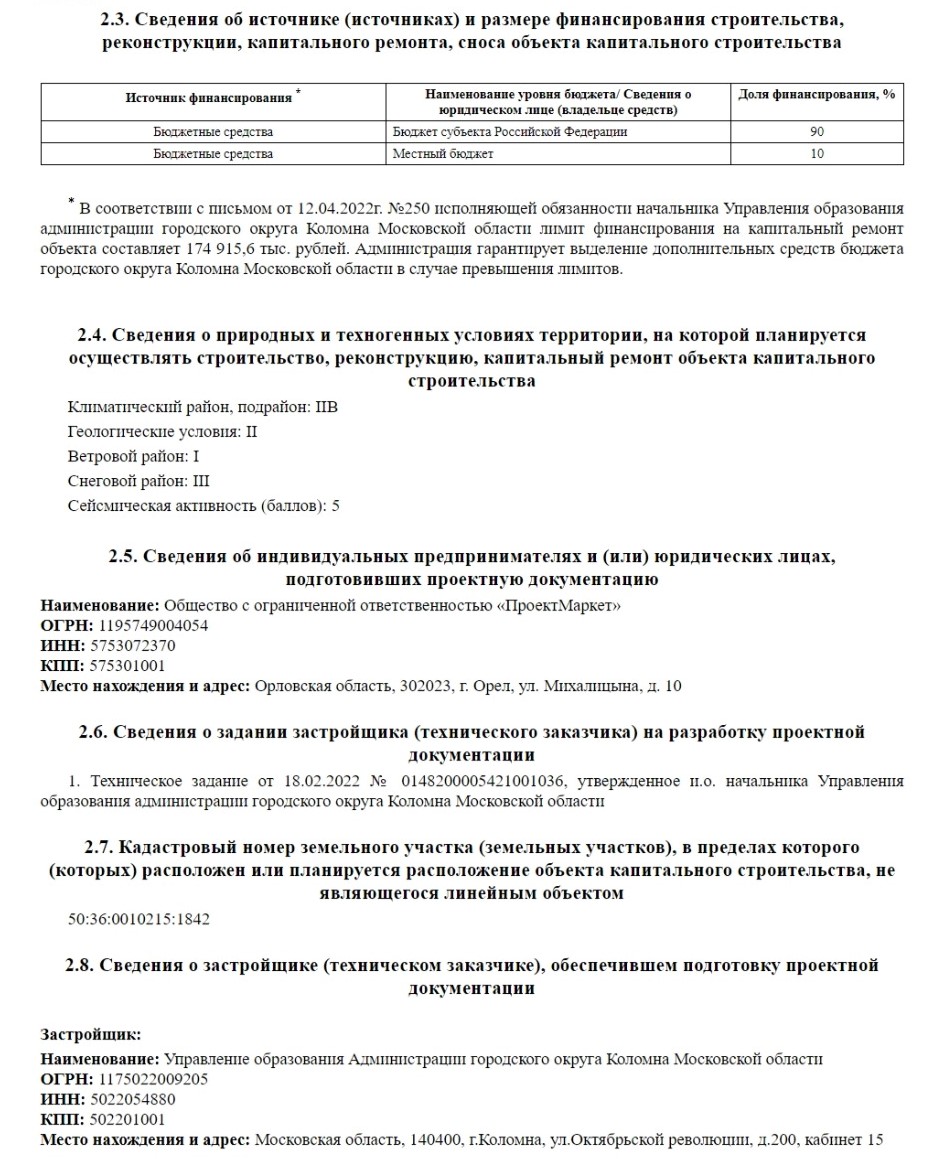 2.3. Сведения об источнике (источниках) и размере финансирования строительства,
реконструкции, капитального ремонта, сноса объекта капитального строительства
Источник финансирования *
Наименование уровня бюджета/ Сведения о
юридическом лице (владельце средств)
Доля финансирования, %
Бюджетные средства
Бюджет субъекта Российской Федерации
90
Бюджетные средства
Местный бюджет
10
* В соответствии с письмом от 12.04.2022г. №250 исполняющей обязанности начальника Управления образования
администрации городского округа Коломна Московской области лимит финансирования на капитальный ремонт
объекта составляет 174 915,6 тыс. рублей. Администрация гарантирует выделение дополнительных средств бюджета
городского округа Коломна Московской области в случае превышения лимитов.
2.4. Сведения о природных и техногенных условиях территории, на которой планируется
осуществлять строительство, реконструкцию, капитальный ремонт объекта капитального
строительства
Климатический район, подрайон: IIВ
Геологические условия: II
Ветровой район: I
Снеговой район: III
Сейсмическая активность (баллов): 5
2.5. Сведения об индивидуальных предпринимателях и (или) юридических лицах,
подготовивших проектную документацию
Наименование: Общество с ограниченной ответственностью «ПроектМаркет»
ОГРН: 1195749004054
ИНН: 5753072370
КПП: 575301001
Место нахождения и адрес: Орловская область, 302023, г. Орел, ул. Михалицына, д. 10
2.6. Сведения о задании застройщика (технического заказчика) на разработку проектной
документации
1. Техническое задание от 18.02.2022 № 0148200005421001036, утвержденное и.о. начальника Управления
образования администрации городского округа Коломна Московской области
2.7. Кадастровый номер земельного участка (земельных участков), в пределах которого
(которых) расположен или планируется расположение объекта капитального строительства, не
являющегося линейным объектом
50:36:0010215:1842
2.8. Сведения о застройщике (техническом заказчике), обеспечившем подготовку проектной
документации
Застройщик:
Наименование: Управление образования Администрации городского округа Коломна Московской области
ОГРН: 1175022009205
ИНН: 5022054880
КПП: 502201001
Место нахождения и адрес: Московская область, 140400, г.Коломна, ул.Октябрьской революции, д.200, кабинет 15